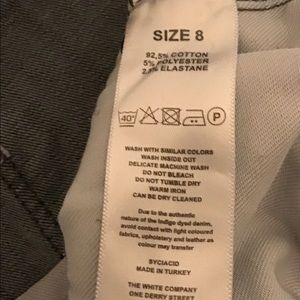 SIZE 8
92,5% COTTON
5% POLYESTER
2,5% ELASTANE
40°
P
WASH WITH SIMILAR COLORS
WASH INSIDE OUT
DELICATE MACHINE WASH
DO NOT BLEACH
DO NOT TUMBLE DRY
WARM IRON
CAN BE DRY CLEANED
Due to the authentic
nature of the Indigo dyed denim,
avoid contact with light coloured
fabrics, upholstery and leather as
colour may transfer
SYCIACID
MADE IN TURKEY
THE WHITE COMPANY
ONE DERRY STREET